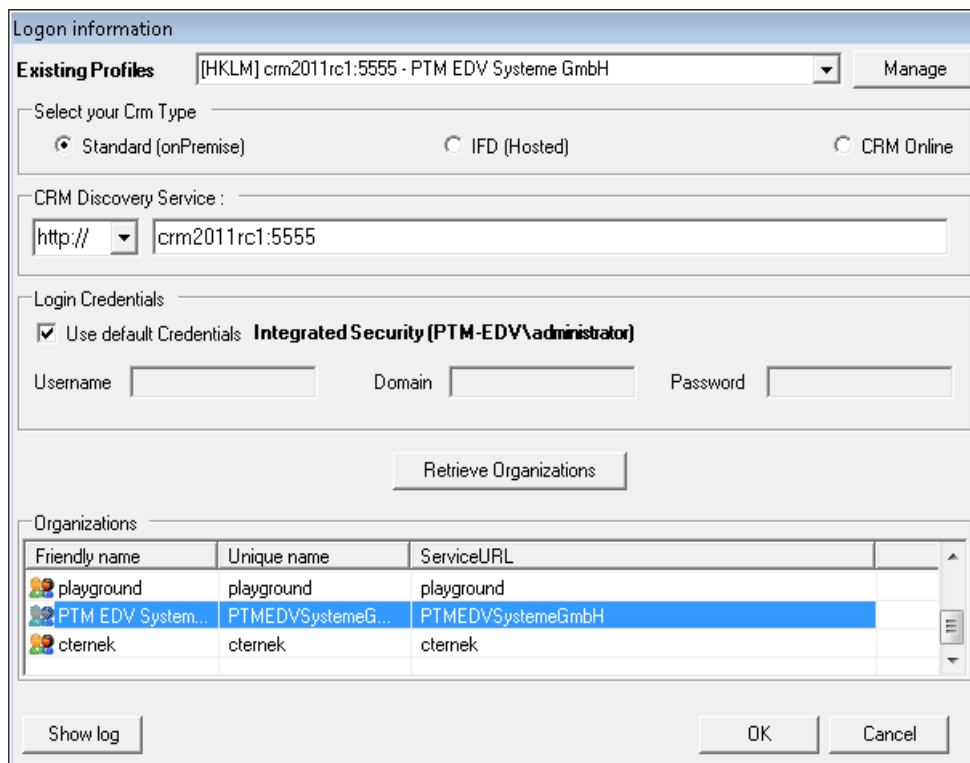 Logon information
Existing Profiles [HKLM] crm2011rc1:5555 - PTM EDV Systeme GmbH Manage
Select your Crm Type
Standard (onPremise) IFD (Hosted) CRM Online
CRM Discovery Service :
http:// crm2011rc1:5555
Login Credentials
Use default Credentials Integrated Security (PTM-EDV\administrator)
Username Domain Password
Retrieve Organizations
Organizations
Friendly name Unique name ServiceURL
playground playground playground
PTM EDV System... PTMEDVSystemeG... PTMEDVSystemeGmbH
cternek cternek cternek
Show log OK Cancel